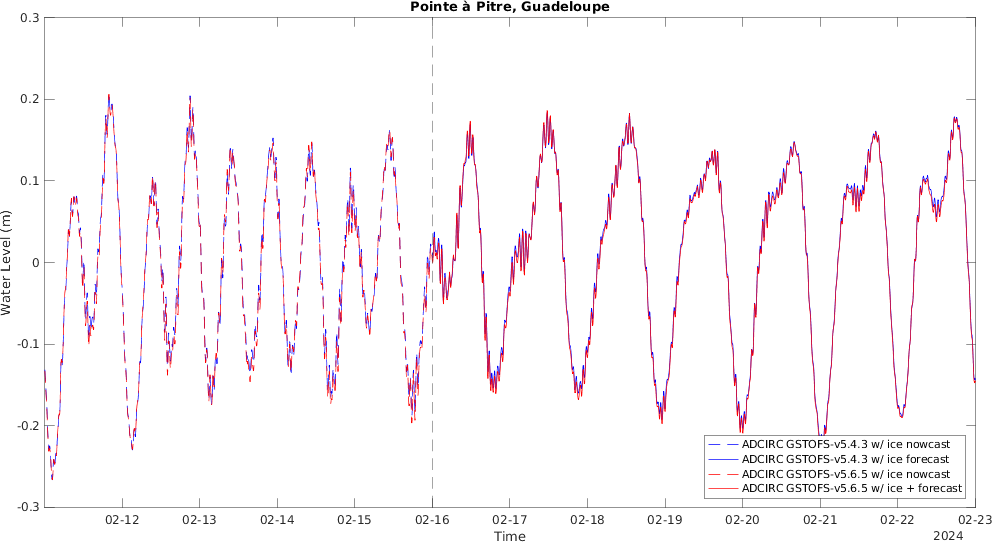 Pointe à Pitre, Guadeloupe
0.3
0.2
0.1
0
-0.1
-0.2
-0.3
Water Level (m)
02-12 02-13 02-14 02-15 02-16 02-17 02-18 02-19 02-20 02-21 02-22 02-23
Time
2024
ADCIRC GSTOFS-v5.4.3 w/ ice nowcast
ADCIRC GSTOFS-v5.4.3 w/ ice forecast
ADCIRC GSTOFS-v5.6.5 w/ ice nowcast
ADCIRC GSTOFS-v5.6.5 w/ ice + forecast